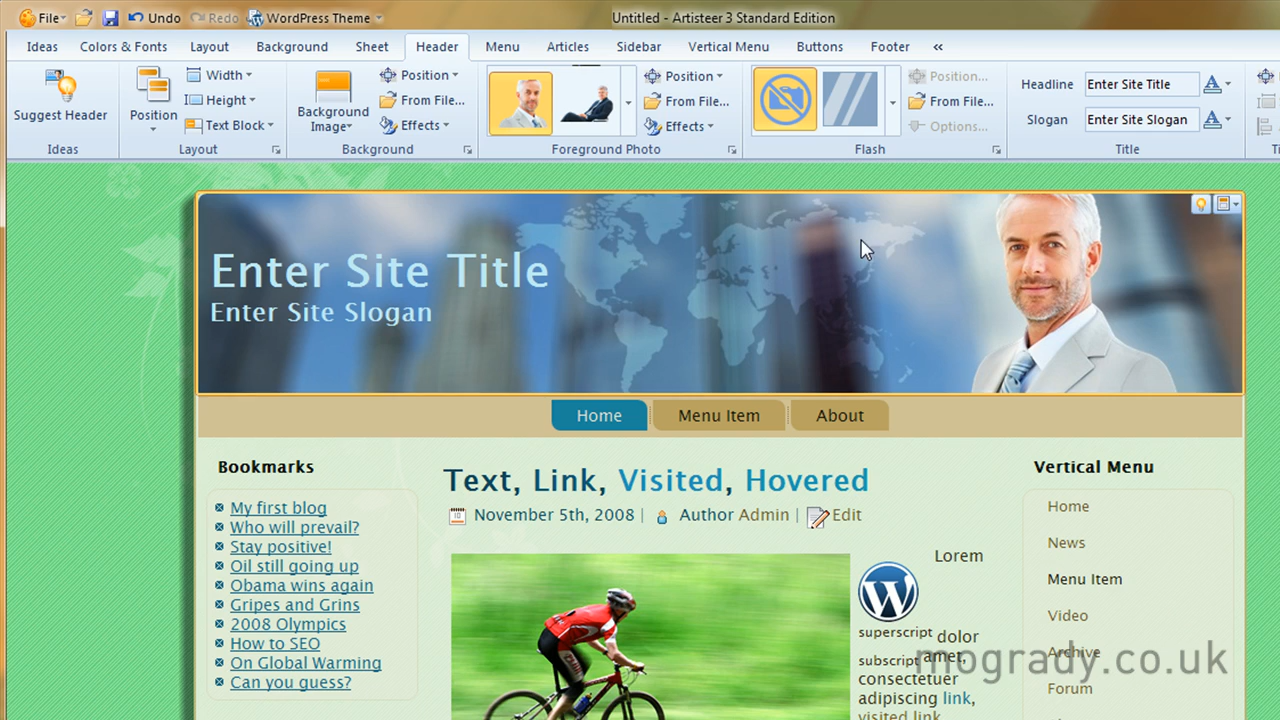 File Undo Redo WordPress Theme Untitled - Artisteer 3 Standard Edition
Ideas Colors & Fonts Layout Background Sheet Header Menu Articles Sidebar Vertical Menu Buttons Footer «
Suggest Header
Position
Width
Height
Text Block
Background Image
Position
From File...
Effects
Position
From File...
Effects
Position...
From File...
Options...
Headline Enter Site Title
Slogan Enter Site Slogan
Ideas Layout Background Foreground Photo Flash Title
Enter Site Title
Enter Site Slogan
Home Menu Item About
Bookmarks
My first blog
Who will prevail?
Stay positive!
Oil still going up
Obama wins again
Gripes and Grins
2008 Olympics
How to SEO
On Global Warming
Can you guess?
Text, Link, Visited, Hovered
November 5th, 2008 | Author Admin | Edit
Lorem
superscript dolor
subscript amet,
consectetuer
adipiscing link,
visited link
Vertical Menu
Home
News
Menu Item
Video
Archive
Forum
mogrady.co.uk